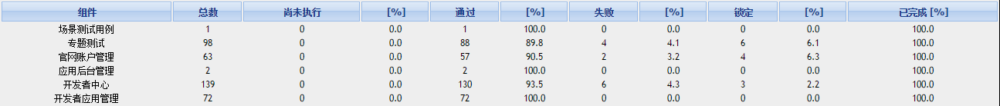 组件 总数 尚未执行 [%] 通过 [%] 失败 [%] 锁定 [%] 已完成 [%]
场景测试用例 1 0 0.0 1 100.0 0 0.0 0 0.0 100.0
专题测试 98 0 0.0 88 89.8 4 4.1 6 6.1 100.0
官网账户管理 63 0 0.0 57 90.5 2 3.2 4 6.3 100.0
应用后台管理 2 0 0.0 2 100.0 0 0.0 0 0.0 100.0
开发者中心 139 0 0.0 130 93.5 6 4.3 3 2.2 100.0
开发者应用管理 72 0 0.0 72 100.0 0 0.0 0 0.0 100.0